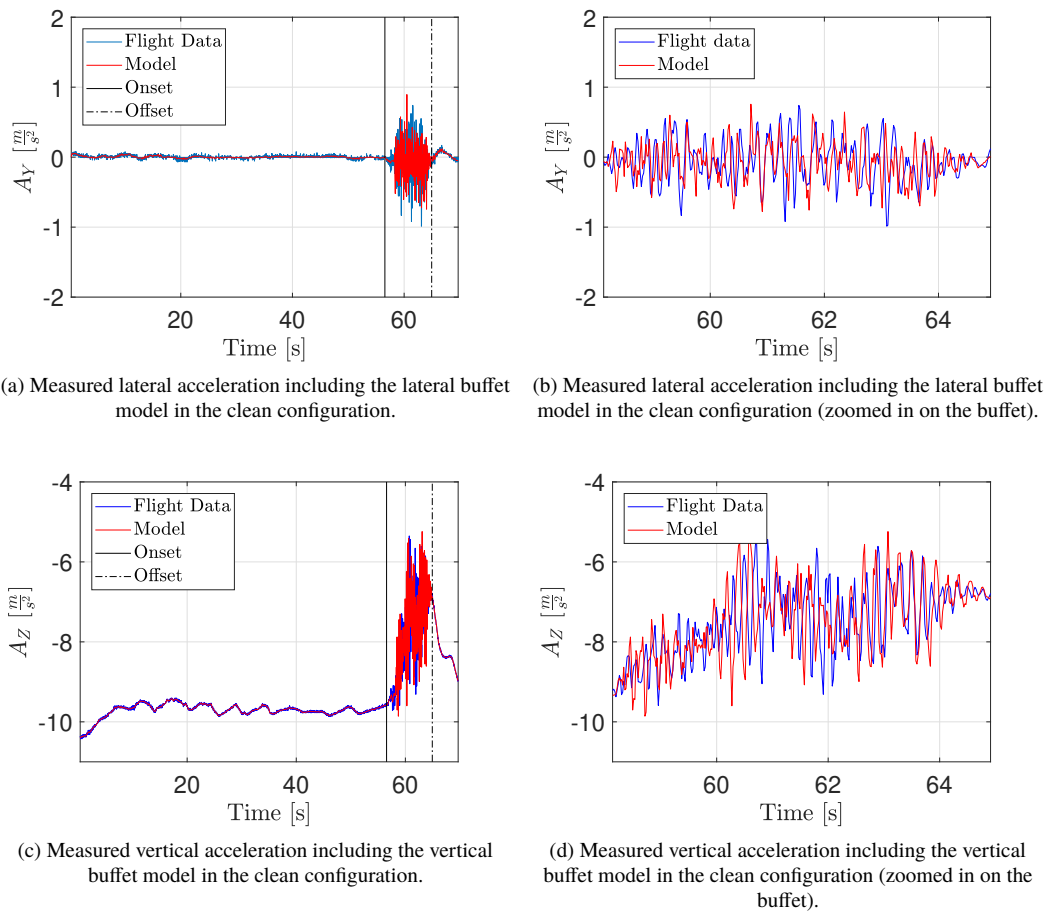 2
1
0
-1
-2
A_Y [m/s²]
20
40
60
Time [s]
Flight Data
Model
Onset
Offset
(a) Measured lateral acceleration including the lateral buffet
model in the clean configuration.
2
1
0
-1
-2
A_Y [m/s²]
60
62
64
Time [s]
Flight data
Model
(b) Measured lateral acceleration including the lateral buffet
model in the clean configuration (zoomed in on the buffet).
-4
-6
-8
-10
A_Z [m/s²]
20
40
60
Time [s]
Flight Data
Model
Onset
Offset
(c) Measured vertical acceleration including the vertical
buffet model in the clean configuration.
-4
-6
-8
-10
A_Z [m/s²]
60
62
64
Time [s]
Flight Data
Model
(d) Measured vertical acceleration including the vertical
buffet model in the clean configuration (zoomed in on the
buffet).